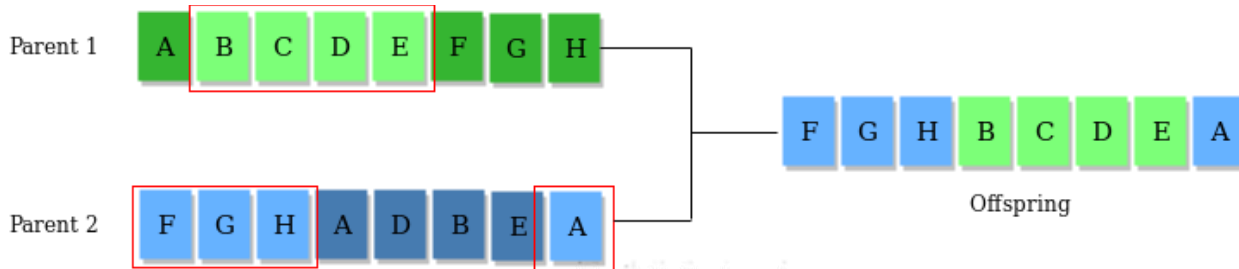 Parent 1 A B C D E F G H
F G H B C D E A
Offspring
Parent 2 F G H A D B E A